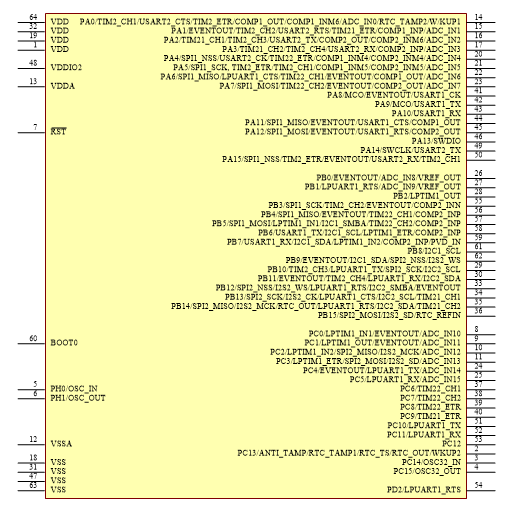 64 VDD PA0/TIM2_CH1/USART2_CTS/TIM2_ETR/COMP1_OUT/COMP1_INM6/ADC_IN0/RTC_TAMP2/W/KUP1 14
32 VDD PA1/EVENTOUT/TIM2_CH2/USART2_RTS/TIM21_ETR/COMP1_INP/ADC_IN1 15
19 VDD PA2/TIM21_CH1/TIM2_CH3/USART2_TX/COMP2_OUT/COMP2_INM6/ADC_IN2 16
1 VDD PA3/TIM21_CH2/TIM2_CH4/USART2_RX/COMP2_INP/ADC_IN3 17
PA4/SPI1_NSS/USART2_CK/TIM22_ETR/COMP1_INM4/COMP2_INM4/ADC_IN4 20
48 VDDIO2 PA5/SPI1_SCK, TIM2_ETR/TIM2_CH1/COMP1_INM5/COMP2_INM5/ADC_IN5 21
PA6/SPI1_MISO/LPUART1_CTS/TIM22_CH1/EVENTOUT/COMP1_OUT/ADC_IN6 22
13 VDDA PA7/SPI1_MOSI/TIM22_CH2/EVENTOUT/COMP2_OUT/ADC_IN7 23
PA8/MCO/EVENTOUT/USART1_CK 41
PA9/MCO/USART1_TX 42
PA10/USART1_RX 43
PA11/SPI1_MISO/EVENTOUT/USART1_CTS/COMP1_OUT 44
7 RST PA12/SPI1_MOSI/EVENTOUT/USART1_RTS/COMP2_OUT 45
PA13/SWDIO 46
PA14/SWCLK/USART2_TX 49
PA15/SPI1_NSS/TIM2_ETR/EVENTOUT/USART2_RX/TIM2_CH1 50
PB0/EVENTOUT/ADC_IN8/VREF_OUT 26
PB1/LPUART1_RTS/ADC_IN9/VREF_OUT 27
PB2/LPTIM1_OUT 28
PB3/SPI1_SCK/TIM2_CH2/EVENTOUT/COMP2_INN 55
PB4/SPI1_MISO/EVENTOUT/TIM22_CH1/COMP2_INP 56
PB5/SPI1_MOSI/LPTIM1_IN1/I2C1_SMBA/TIM22_CH2/COMP2_INP 57
PB6/USART1_TX/I2C1_SCL/LPTIM1_ETR/COMP2_INP 58
PB7/USART1_RX/I2C1_SDA/LPTIM1_IN2/COMP2_INP/PVD_IN 59
PB8/I2C1_SCL 61
PB9/EVENTOUT/I2C1_SDA/SPI2_NSS/I2S2_WS 62
PB10/TIM2_CH3/LPUART1_TX/SPI2_SCK/I2C2_SCL 29
PB11/EVENTOUT/TIM2_CH4/LPUART1_RX/I2C2_SDA 30
PB12/SPI2_NSS/I2S2_WS/LPUART1_RTS/I2C2_SMBA/EVENTOUT 33
PB13/SPI2_SCK/I2S2_CK/LPUART1_CTS/I2C2_SCL/TIM21_CH1 34
PB14/SPI2_MISO/I2S2_MCK/RTC_OUT/LPUART1_RTS/I2C2_SDA/TIM21_CH2 35
PB15/SPI2_MOSI/I2S2_SD/RTC_REFIN 36
PC0/LPTIM1_IN1/EVENTOUT/ADC_IN10 8
60 BOOT0 PC1/LPTIM1_OUT/EVENTOUT/ADC_IN11 9
PC2/LPTIM1_IN2/SPI2_MISO/I2S2_MCK/ADC_IN12 10
PC3/LPTIM1_ETR/SPI2_MOSI/I2S2_SD/ADC_IN13 11
PC4/EVENTOUT/LPUART1_TX/ADC_IN14 24
PC5/LPUART1_RX/ADC_IN15 25
5 PH0/OSC_IN PC6/TIM22_CH1 37
6 PH1/OSC_OUT PC7/TIM22_CH2 38
PC8/TIM22_ETR 39
PC9/TIM21_ETR 40
PC10/LPUART1_TX 51
PC11/LPUART1_RX 52
12 VSSA PC12 53
PC13/ANTI_TAMP/RTC_TAMP1/RTC_TS/RTC_OUT/WKUP2 2
18 VSS PC14/OSC32_IN 3
31 VSS PC15/OSC32_OUT 4
47 VSS
63 VSS PD2/LPUART1_RTS 54